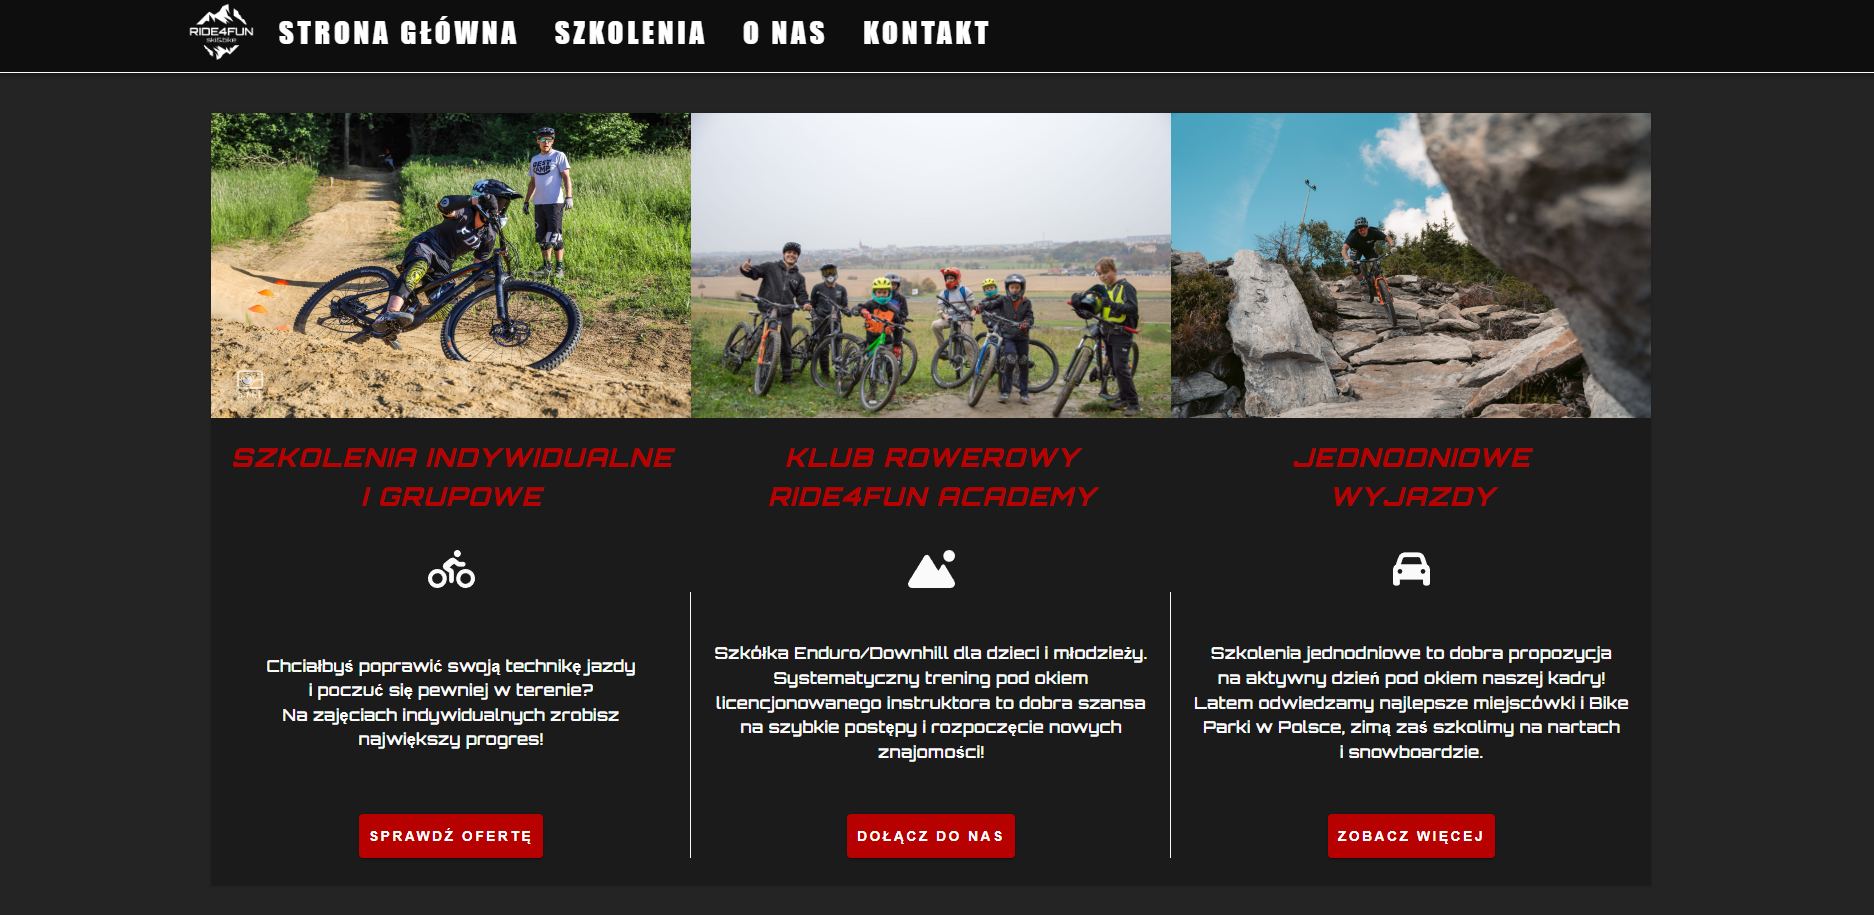 RIDE4FUN
ski&bike
STRONA GŁÓWNA SZKOLENIA O NAS KONTAKT
BEST
CAMP
SZKOLENIA INDYWIDUALNE
I GRUPOWE
Chciałbyś poprawić swoją technikę jazdy
i poczuć się pewniej w terenie?
Na zajęciach indywidualnych zrobisz
największy progres!
SPRAWDŹ OFERTĘ
KLUB ROWEROWY
RIDE4FUN ACADEMY
Szkółka Enduro/Downhill dla dzieci i młodzieży.
Systematyczny trening pod okiem
licencjonowanego instruktora to dobra szansa
na szybkie postępy i rozpoczęcie nowych
znajomości!
DOŁĄCZ DO NAS
JEDNODNIOWE
WYJAZDY
Szkolenia jednodniowe to dobra propozycja
na aktywny dzień pod okiem naszej kadry!
Latem odwiedzamy najlepsze miejscówki i Bike
Parki w Polsce, zimą zaś szkolimy na nartach
i snowboardzie.
ZOBACZ WIĘCEJ